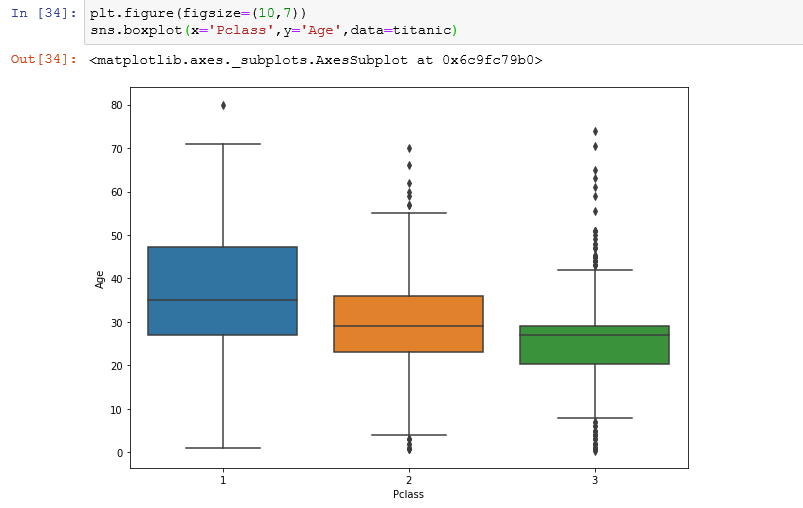 In [34]: plt.figure(figsize=(10,7))
sns.boxplot(x='Pclass',y='Age',data=titanic)
Out[34]: <matplotlib.axes._subplots.AxesSubplot at 0x6c9fc79b0>
80
70
60
50
40
30
20
10
0
Age
1 2 3
Pclass